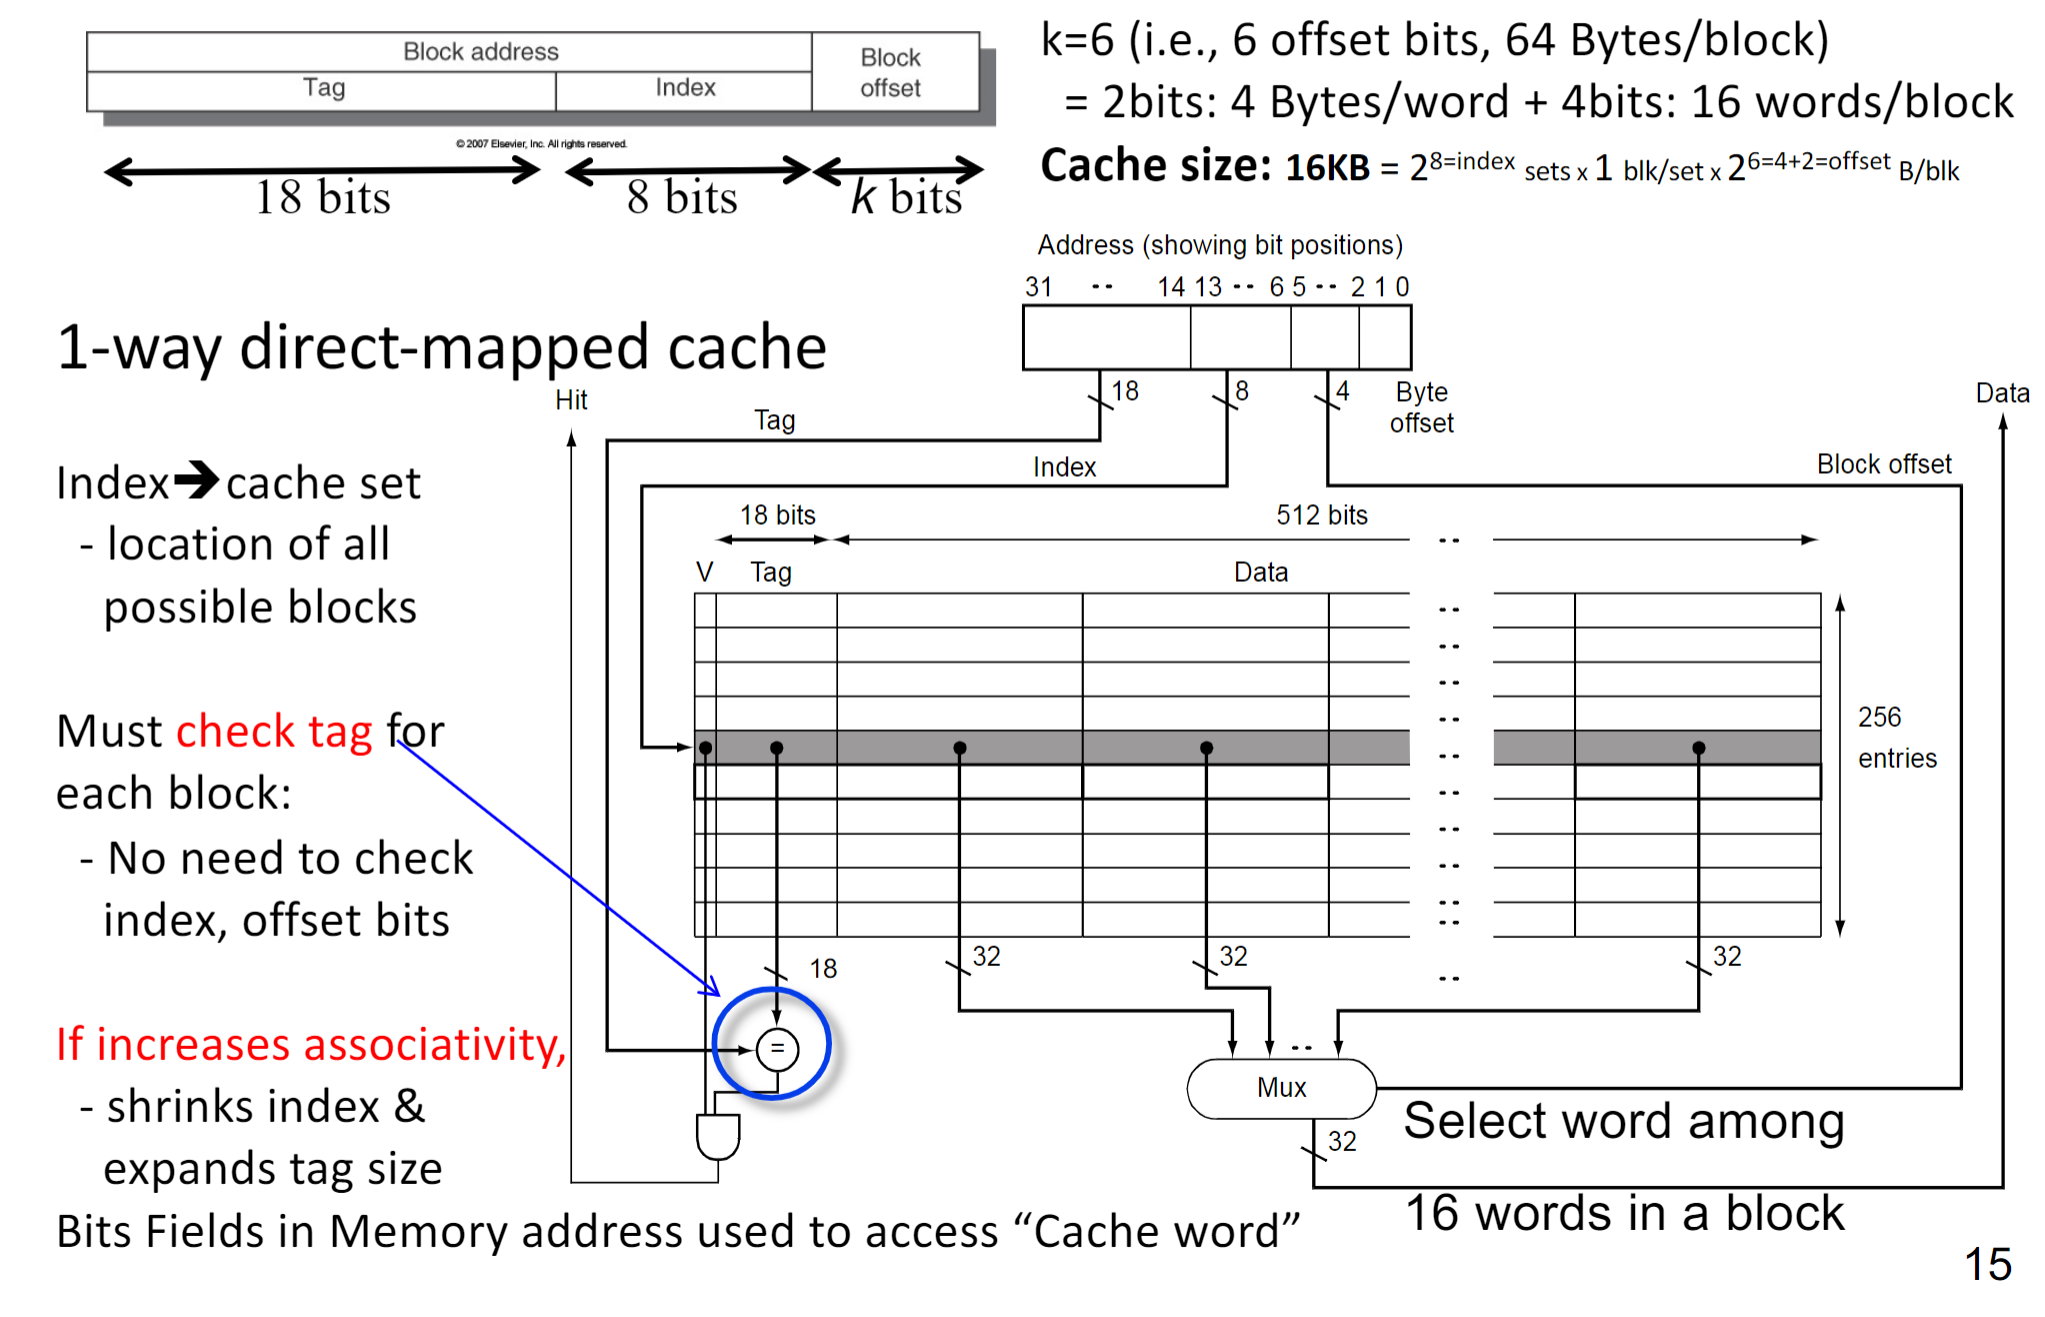 Block address
Block offset
Tag
Index
© 2007 Elsevier, Inc. All rights reserved.
18 bits
8 bits
k bits
k=6 (i.e., 6 offset bits, 64 Bytes/block)
= 2bits: 4 Bytes/word + 4bits: 16 words/block
Cache size: 16KB = 2^8=index sets x 1 blk/set x 2^6=4+2=offset B/blk
1-way direct-mapped cache
Index➔cache set
- location of all
possible blocks
Must check tag for
each block:
- No need to check
index, offset bits
If increases associativity,
- shrinks index &
expands tag size
Bits Fields in Memory address used to access “Cache word”
Address (showing bit positions)
31 -- 14 13 -- 6 5 -- 2 1 0
18
8
4
Byte
offset
Hit
Data
Tag
Index
Block offset
18 bits
512 bits
--
V
Tag
Data
--
--
--
--
--
--
--
--
--
--
256
entries
18
32
32
--
32
=
--
Mux
32
Select word among
16 words in a block
15